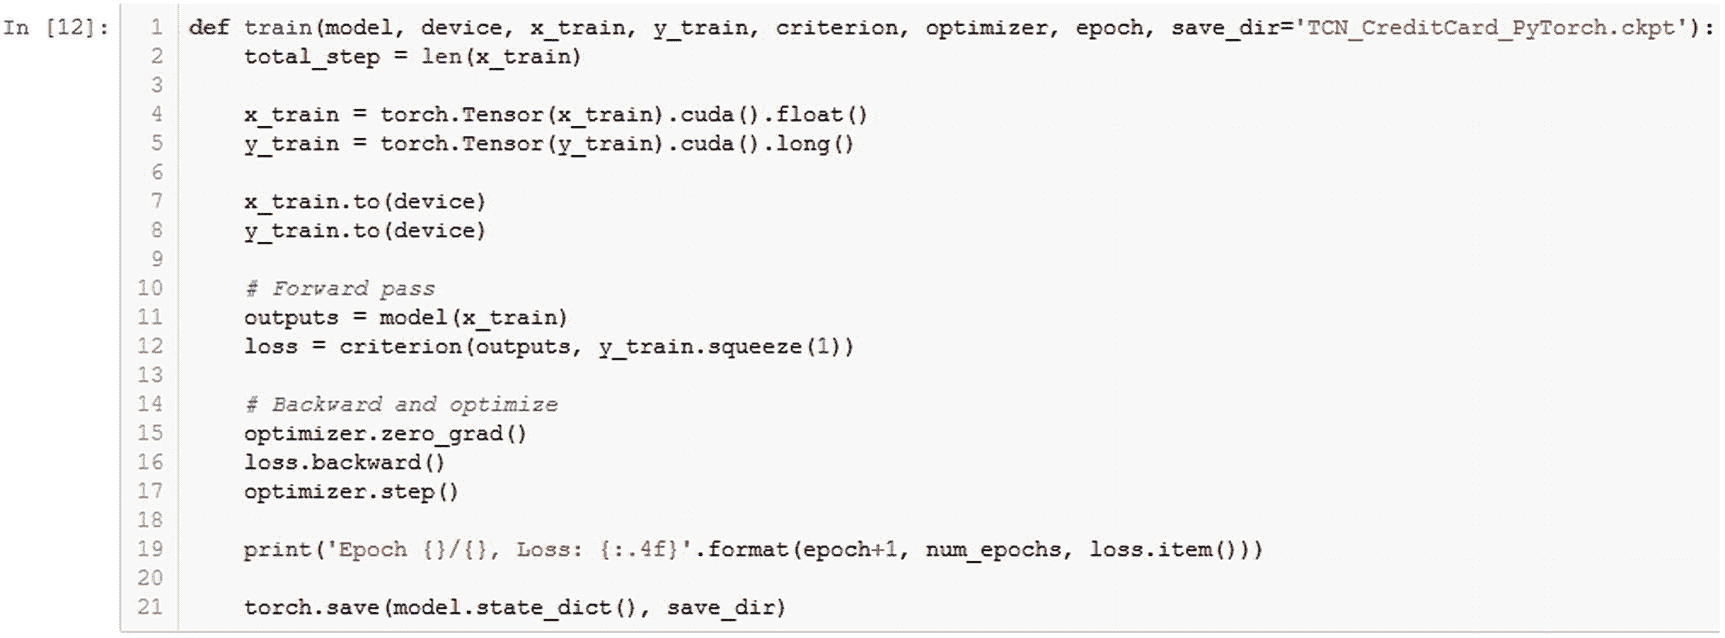 In [12]:
1 def train(model, device, x_train, y_train, criterion, optimizer, epoch, save_dir='TCN_CreditCard_PyTorch.ckpt'):
2     total_step = len(x_train)
3
4     x_train = torch.Tensor(x_train).cuda().float()
5     y_train = torch.Tensor(y_train).cuda().long()
6
7     x_train.to(device)
8     y_train.to(device)
9
10     # Forward pass
11     outputs = model(x_train)
12     loss = criterion(outputs, y_train.squeeze(1))
13
14     # Backward and optimize
15     optimizer.zero_grad()
16     loss.backward()
17     optimizer.step()
18
19     print('Epoch {}/{}, Loss: {:.4f}'.format(epoch+1, num_epochs, loss.item()))
20
21     torch.save(model.state_dict(), save_dir)